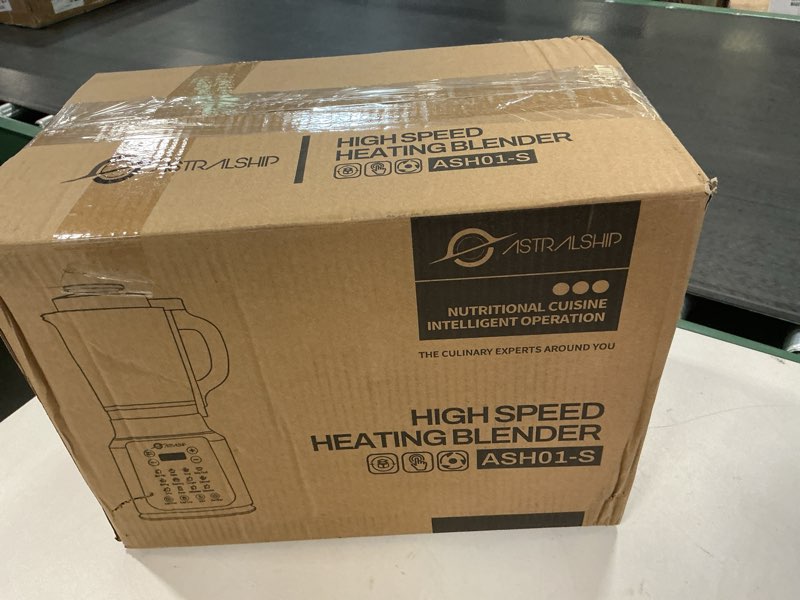 ASTRALSHIP
HIGH SPEED
HEATING BLENDER
ASH01-S
ASTRALSHIP
NUTRITIONAL CUISINE
INTELLIGENT OPERATION
THE CULINARY EXPERTS AROUND YOU
HIGH SPEED
HEATING BLENDER
ASH01-S